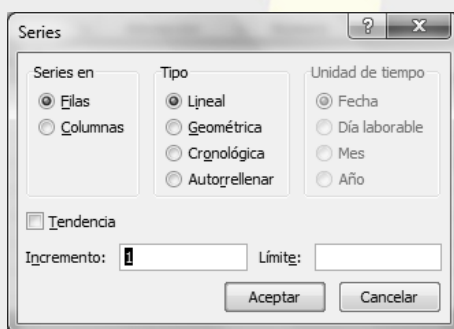 Series
Series en
Filas
Columnas
Tipo
Lineal
Geométrica
Cronológica
Autorrellenar
Unidad de tiempo
Fecha
Día laborable
Mes
Año
Tendencia
Incremento: 1
Límite:
Aceptar
Cancelar